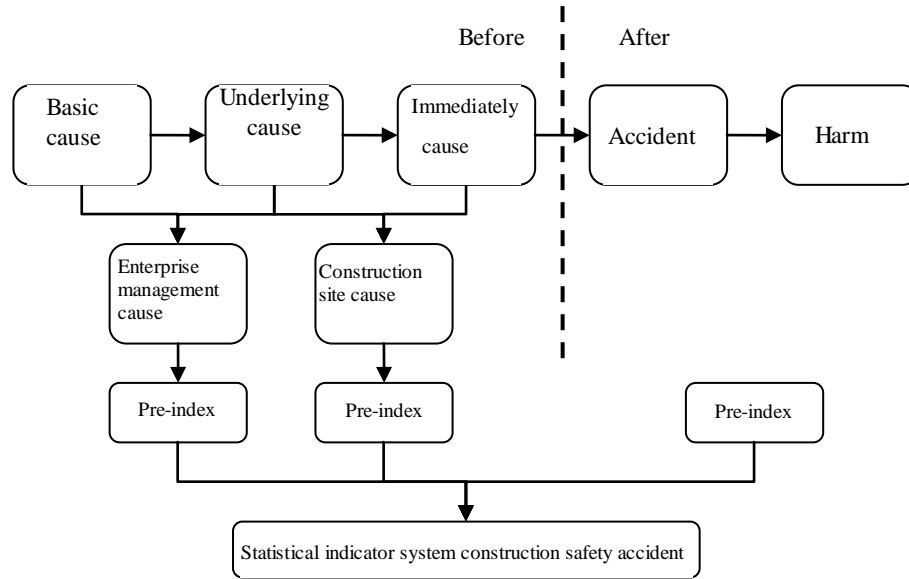 Before
After
Basic
cause
Underlying
cause
Immediately
cause
Accident
Harm
Enterprise
management
cause
Construction
site cause
Pre-index
Pre-index
Pre-index
Statistical indicator system construction safety accident